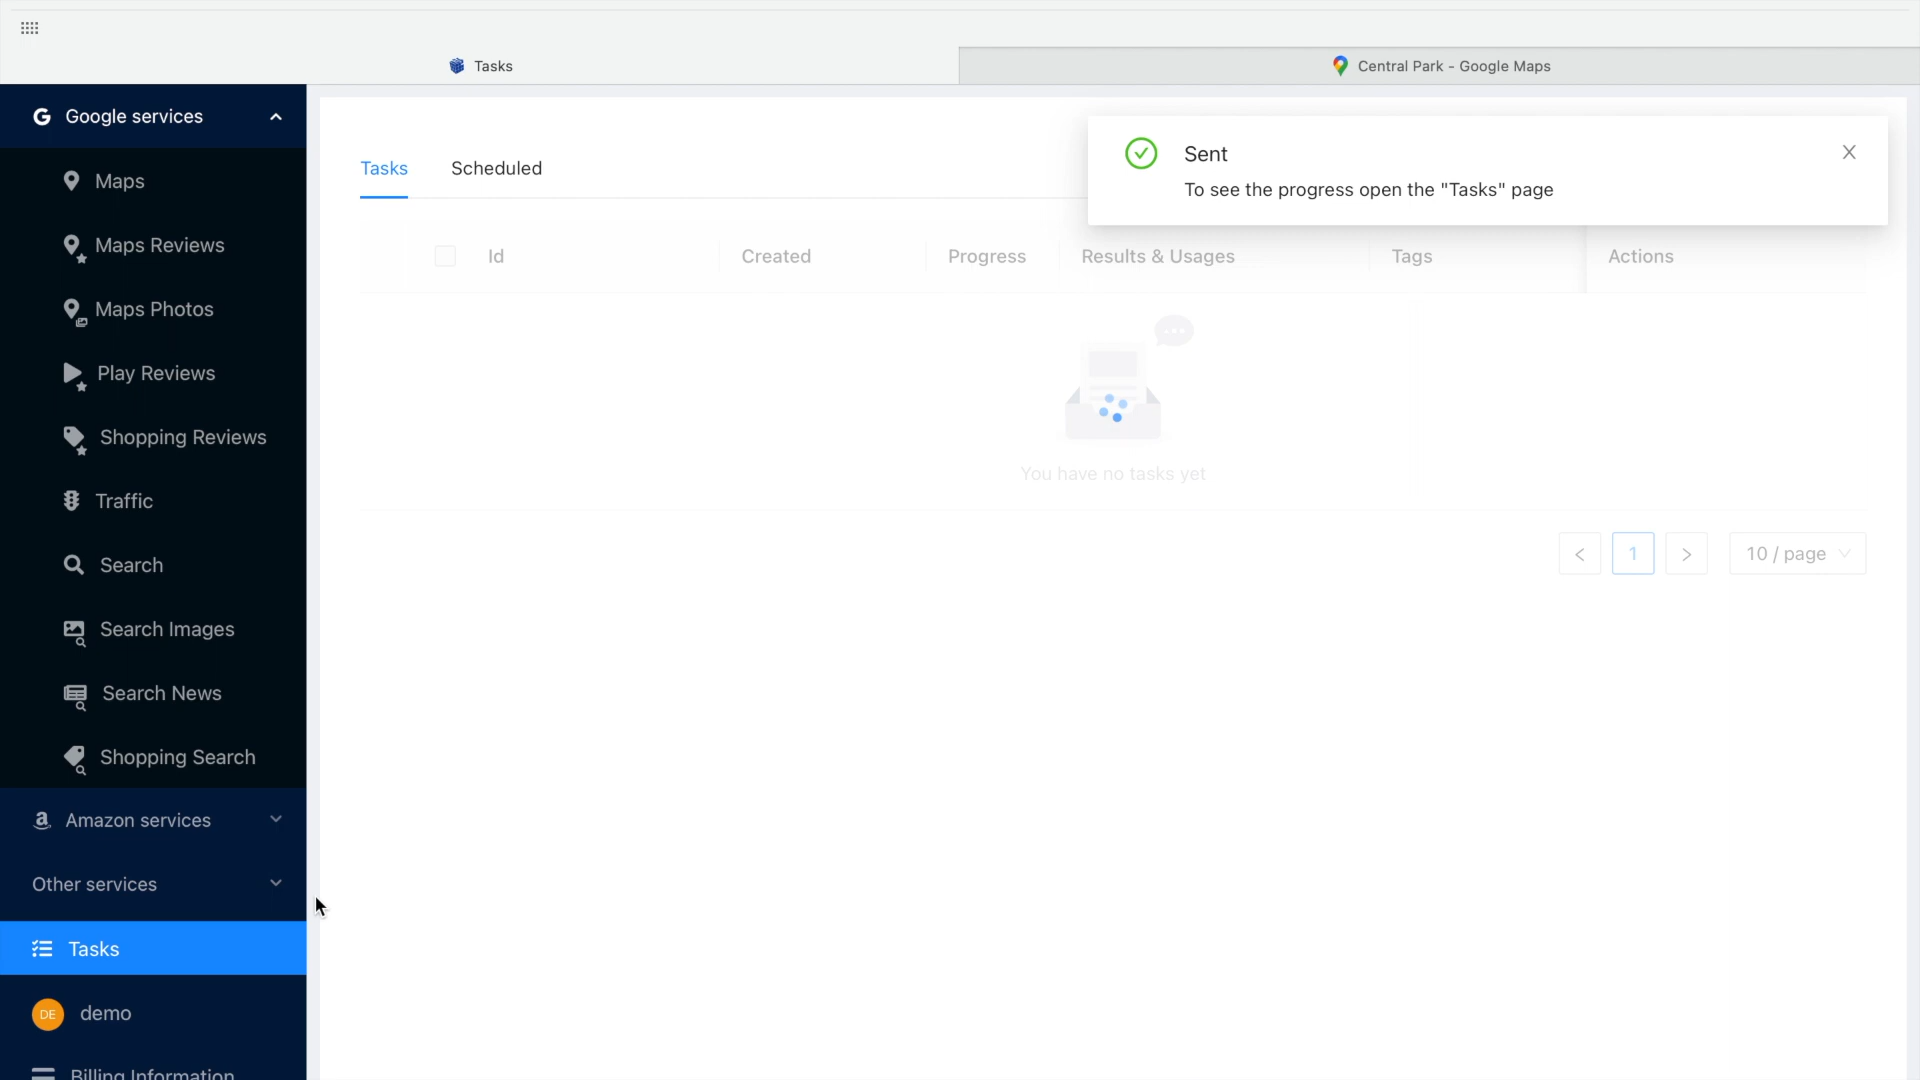 Tasks
Central Park - Google Maps
Google services
Maps
Maps Reviews
Maps Photos
Play Reviews
Shopping Reviews
Traffic
Search
Search Images
Search News
Shopping Search
Amazon services
Other services
Tasks
DE demo
Billing Information
Tasks Scheduled
Sent
To see the progress open the "Tasks" page
Id Created Progress Results & Usages Tags Actions
You have no tasks yet
< 1 > 10 / page